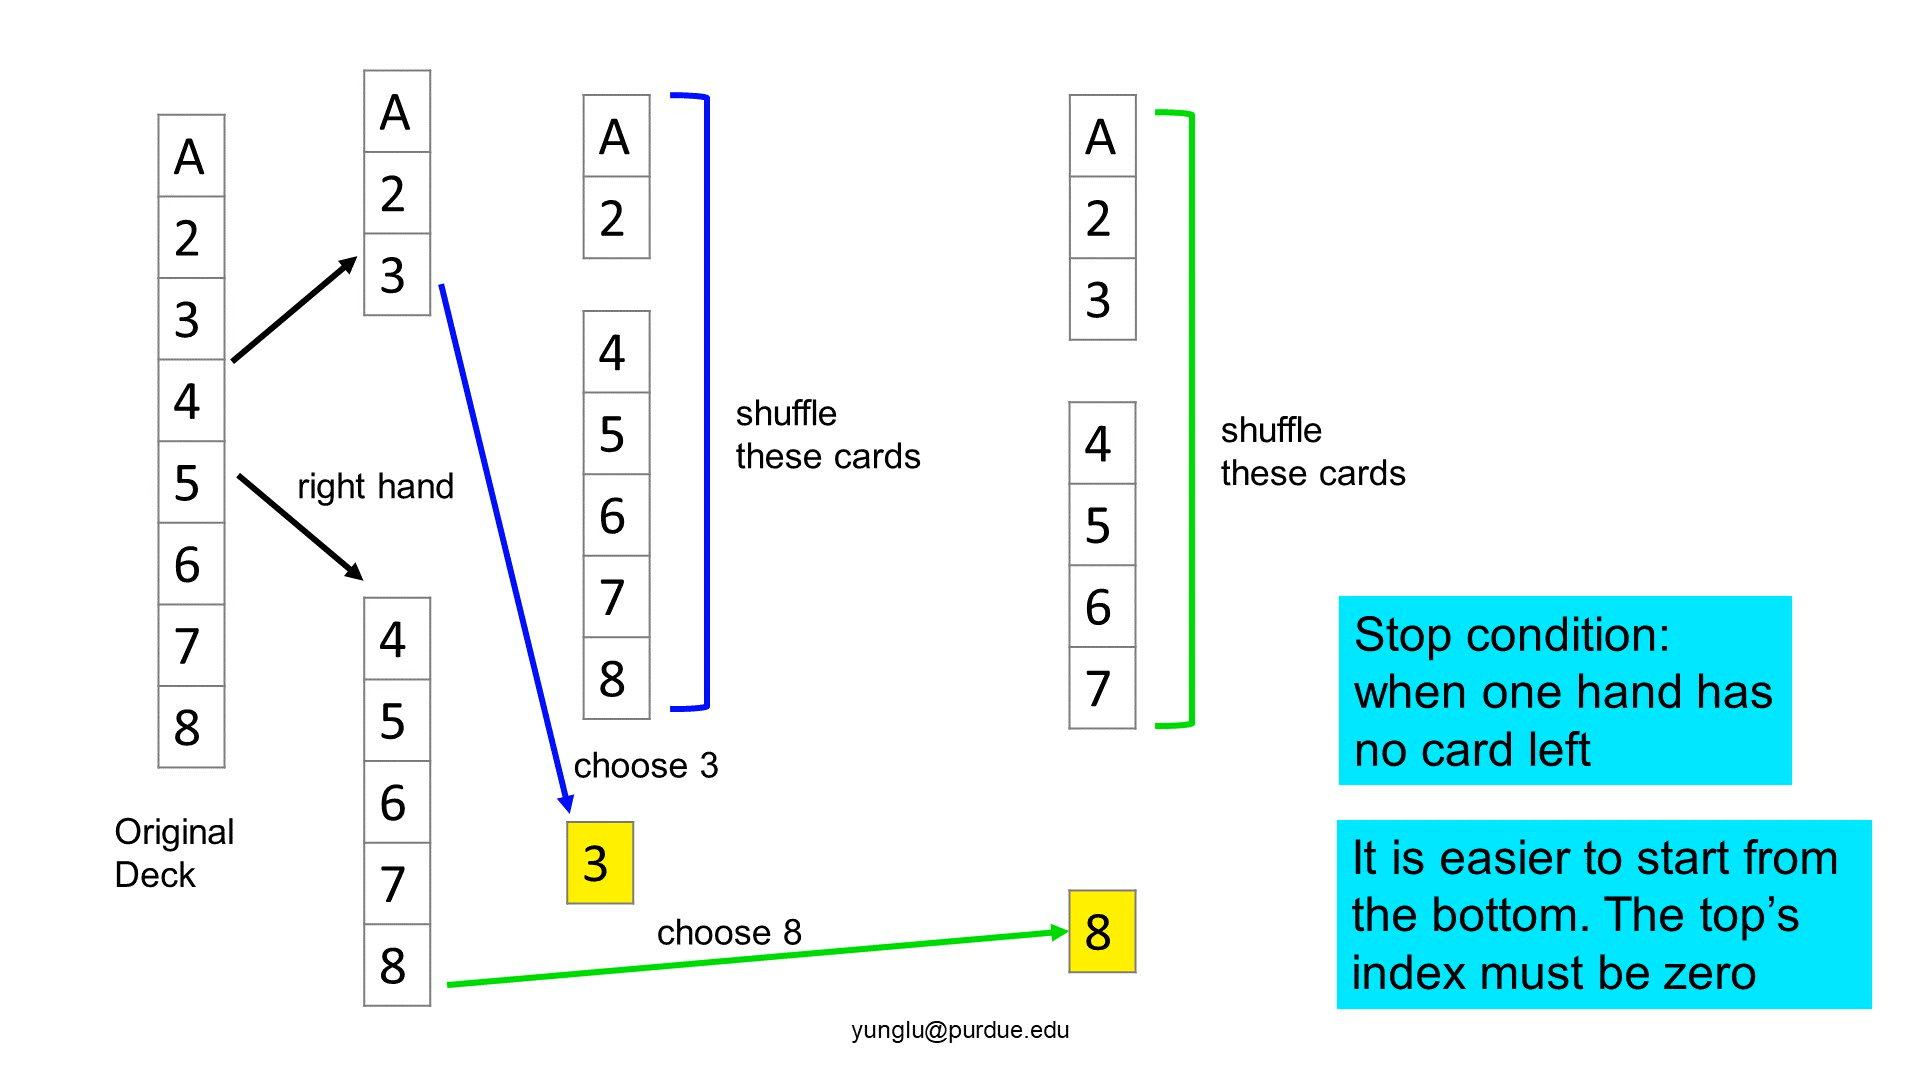 A
2
3
4
5
6
7
8
Original
Deck
A
2
3
right hand
4
5
6
7
8
A
2
4
5
6
7
8
shuffle
these cards
choose 3
3
choose 8
A
2
3
4
5
6
7
shuffle
these cards
8
Stop condition:
when one hand has
no card left
It is easier to start from
the bottom. The top’s
index must be zero
yunglu@purdue.edu